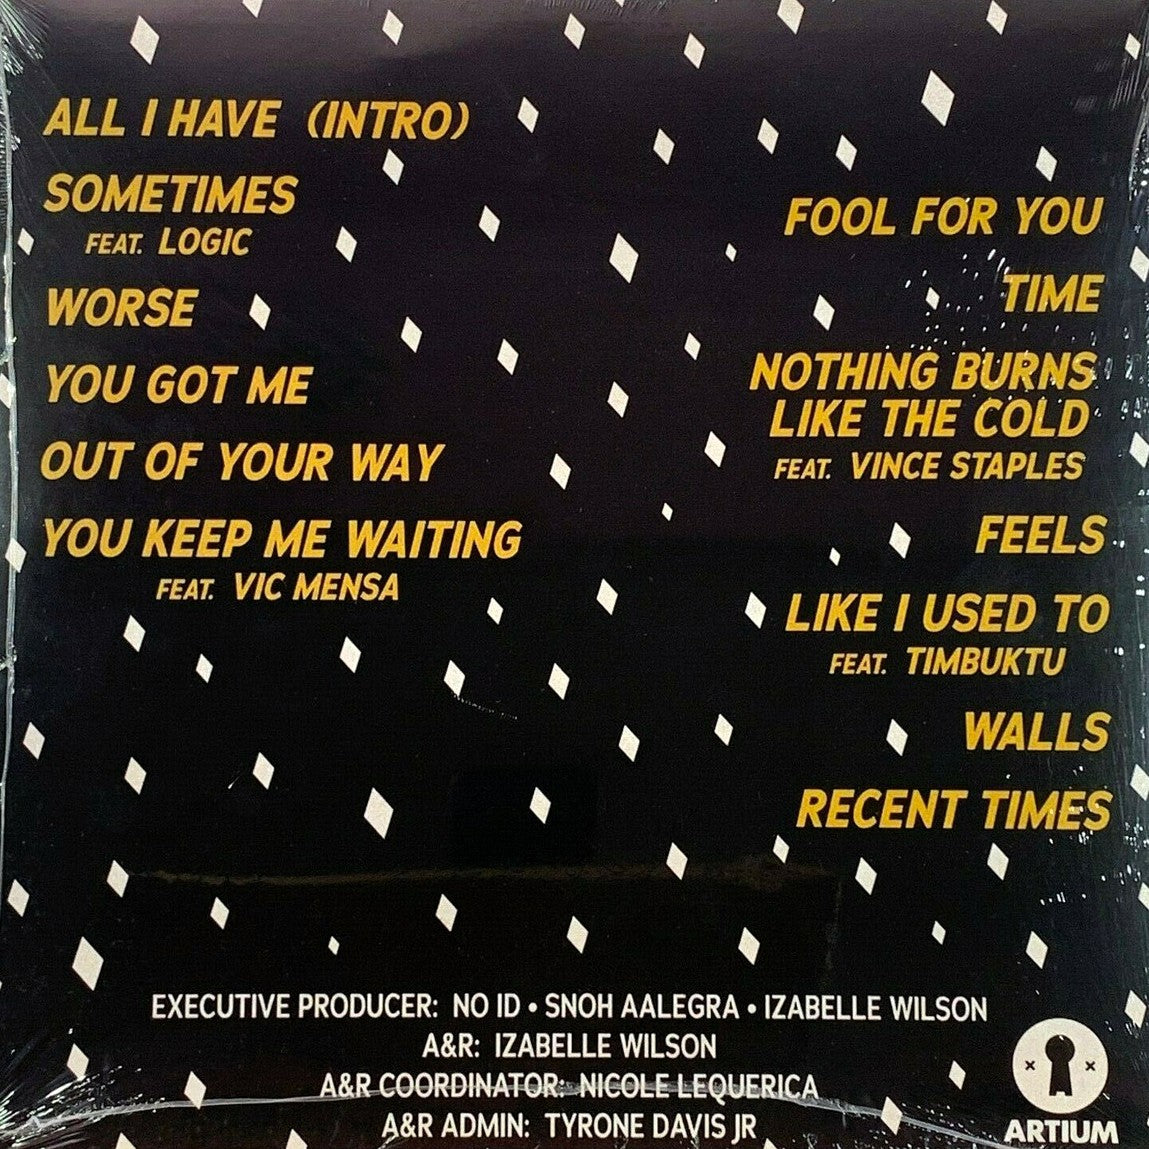 ALL I HAVE (INTRO)
SOMETIMES
FEAT. LOGIC
WORSE
YOU GOT ME
OUT OF YOUR WAY
YOU KEEP ME WAITING
FEAT. VIC MENSA
FOOL FOR YOU
TIME
NOTHING BURNS
LIKE THE COLD
FEAT. VINCE STAPLES
FEELS
LIKE I USED TO
FEAT. TIMBUKTU
WALLS
RECENT TIMES
EXECUTIVE PRODUCER: NO ID • SNOH AALEGRA • IZABELLE WILSON
A&R: IZABELLE WILSON
A&R COORDINATOR: NICOLE LEQUERICA
A&R ADMIN: TYRONE DAVIS JR
ARTIUM